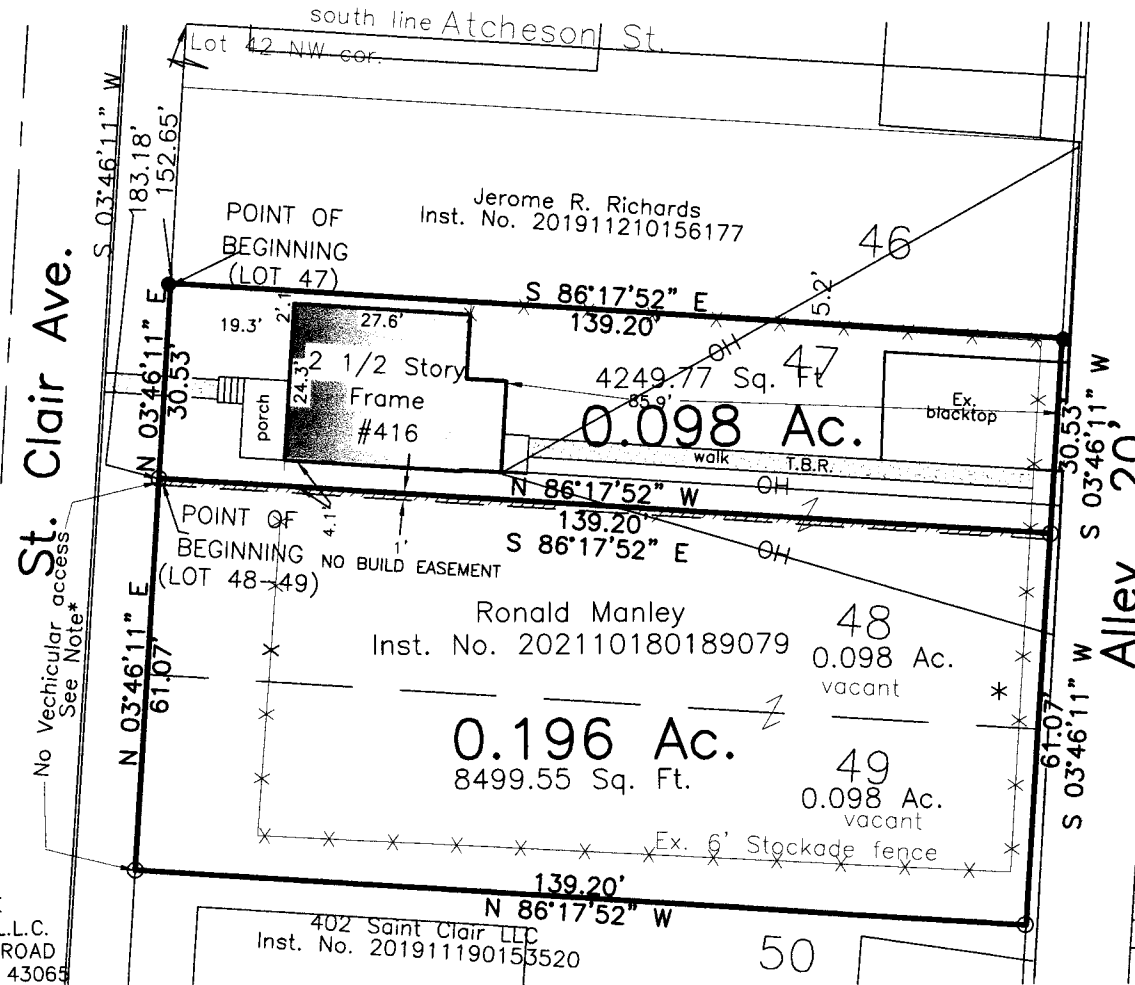 south line Atcheson St.
Lot 42 NW cor.
S 03°46'11" W
183.18'
152.65'
Jerome R. Richards
Inst. No. 201911210156177
46
POINT OF
BEGINNING
(LOT 47)
S 86°17'52" E
139.20'
5.2'
19.3'
2'.1
27.6'
OH
47
N 03°46'11" E
30.53'
24.3'
2 1/2 Story
Frame
#416
porch
4249.77 Sq. Ft
85.9'
0.098 Ac.
Ex.
blacktop
walk
T.B.R.
30.53'
S 03°46'11" W
St. Clair Ave.
Alley 20'
N 86°17'52" W
OH
139.20'
S 86°17'52" E
OH
POINT OF
BEGINNING
(LOT 48-49)
4.1'
1'
NO BUILD EASEMENT
No Vechicular access
See Note*
N 03°46'11" E
61.07'
Ronald Manley
Inst. No. 202110180189079
48
0.098 Ac.
vacant
*
0.196 Ac.
8499.55 Sq. Ft.
49
0.098 Ac.
vacant
61.07'
S 03°46'11" W
Ex. 6' Stockade fence
139.20'
N 86°17'52" W
402 Saint Clair LLC
Inst. No. 201911190153520
50
L.L.C.
ROAD
43065